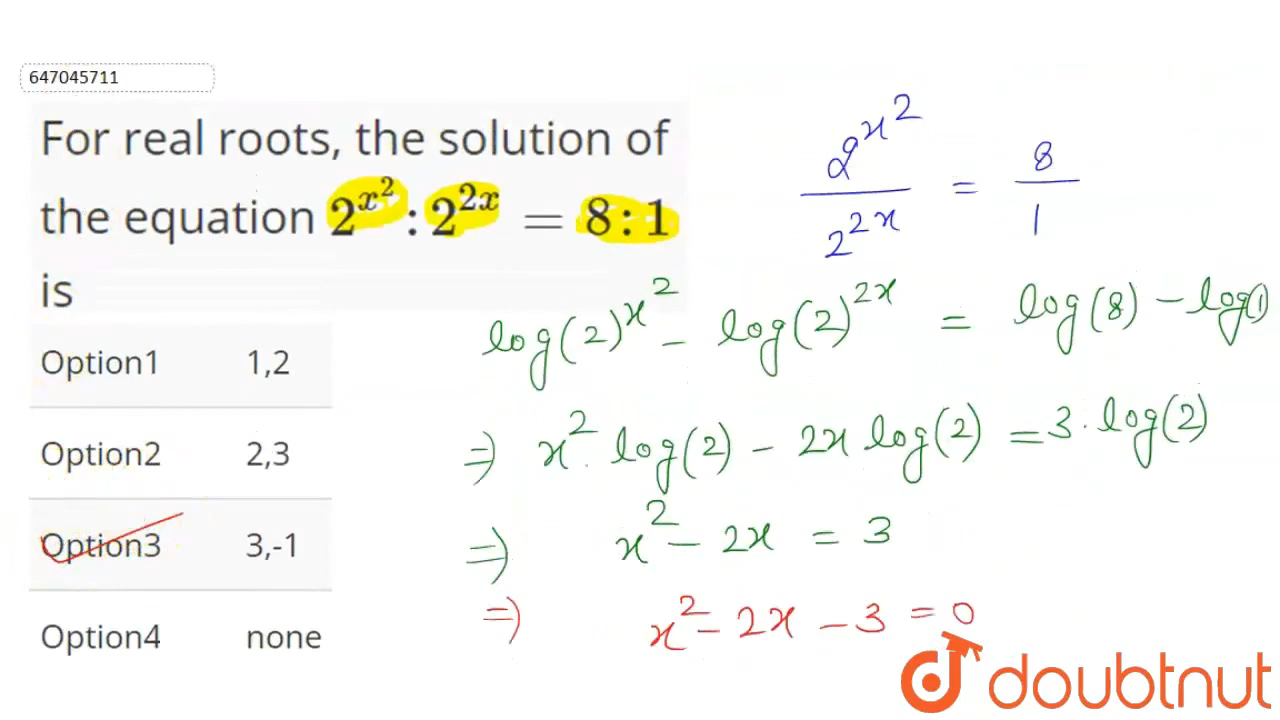 647045711
For real roots, the solution of
the equation 2^{x^2} : 2^{2x} = 8 : 1
is
Option1 1,2
Option2 2,3
Option3 3,-1
Option4 none
2^{x^2} / 2^{2x} = 8 / 1
log(2)^{x^2} - log(2)^{2x} = log(8) - log(1)
⇒ x^2 · log(2) - 2x log(2) = 3 · log(2)
⇒ x^2 - 2x = 3
⇒ x^2 - 2x - 3 = 0
doubtnut